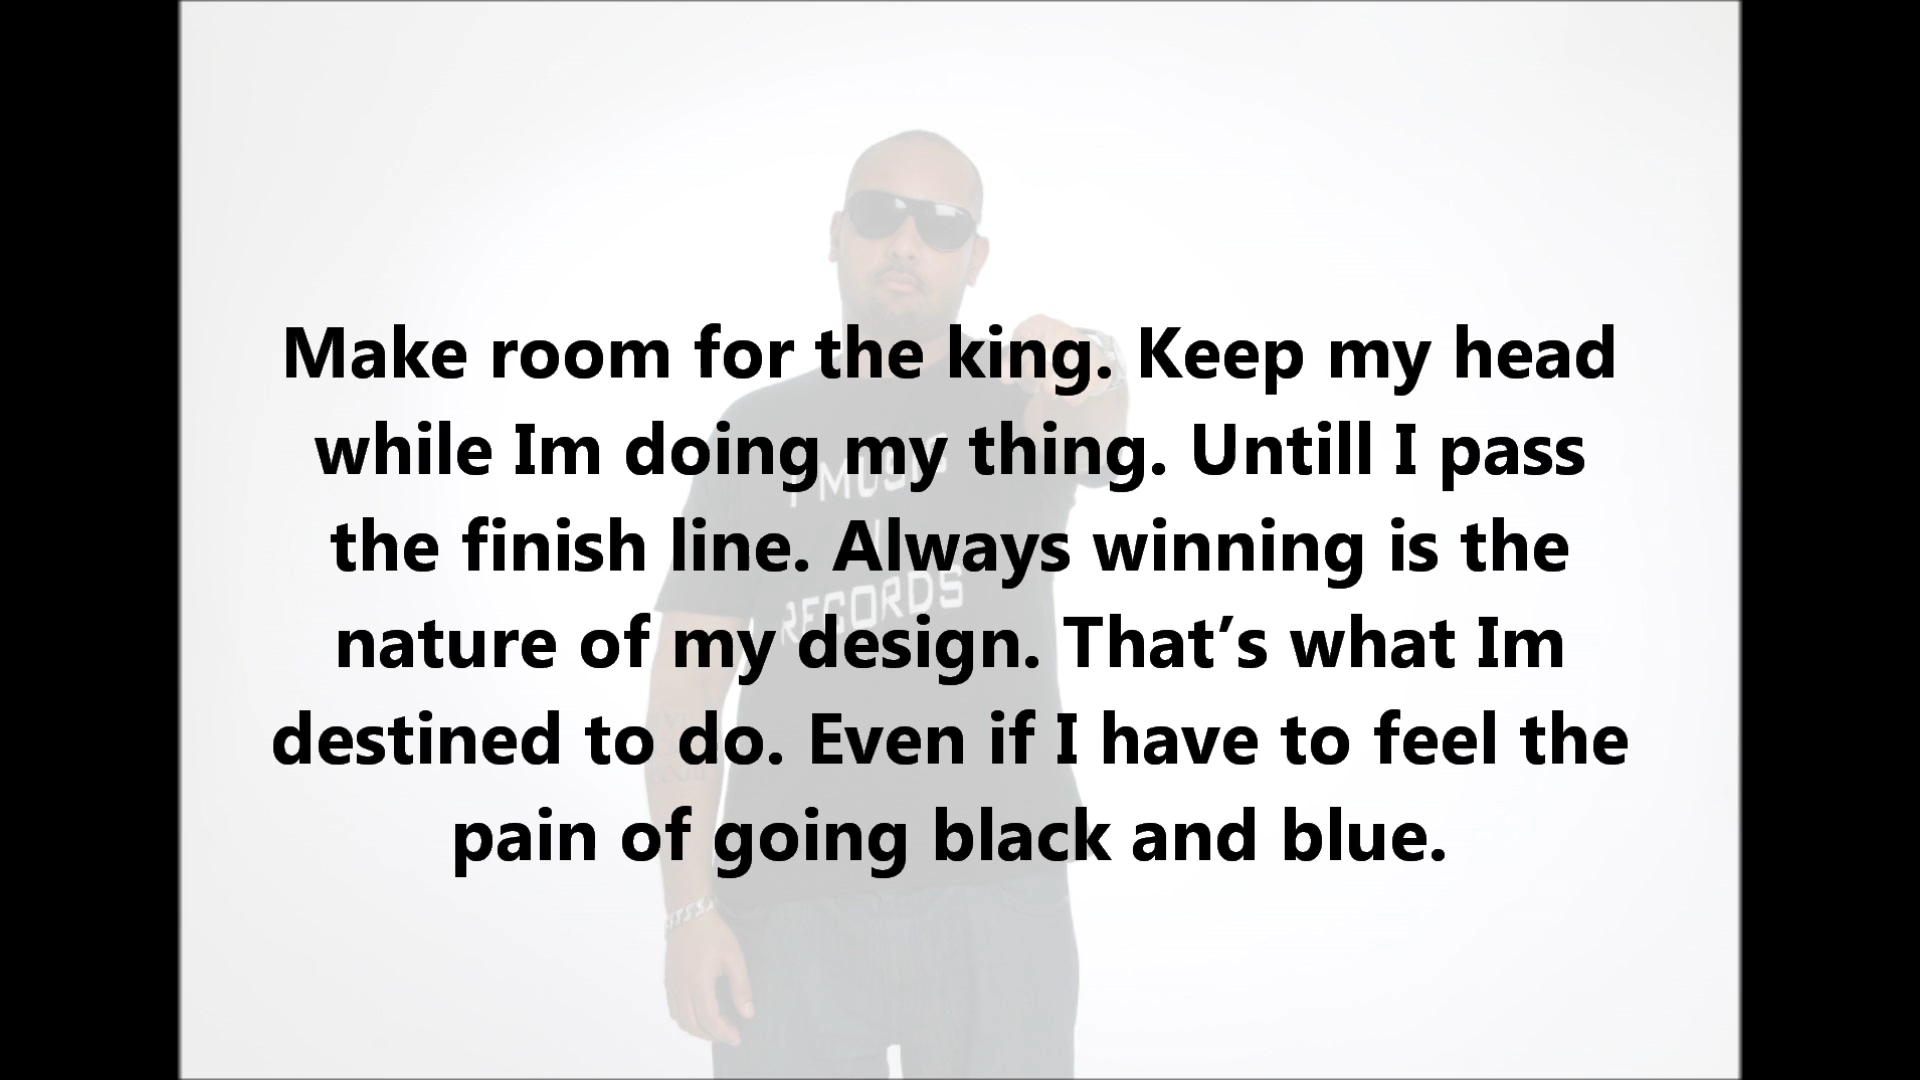 Make room for the king. Keep my head
while Im doing my thing. Untill I pass
the finish line. Always winning is the
nature of my design. That’s what Im
destined to do. Even if I have to feel the
pain of going black and blue.
MUSIC
RECORDS